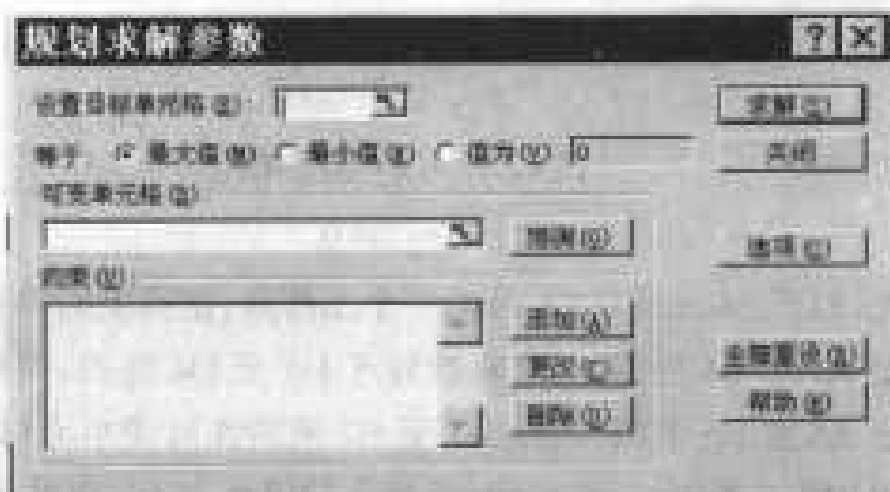 规划求解参数
设置目标单元格(E): 求解(S)
等于: 最大值(M) 最小值(N) 值为(V) 0 关闭
可变单元格(B)
推测(G) 选项(O)
约束(U)
添加(A)
更改(C) 全部重设(R)
删除(D) 帮助(H)